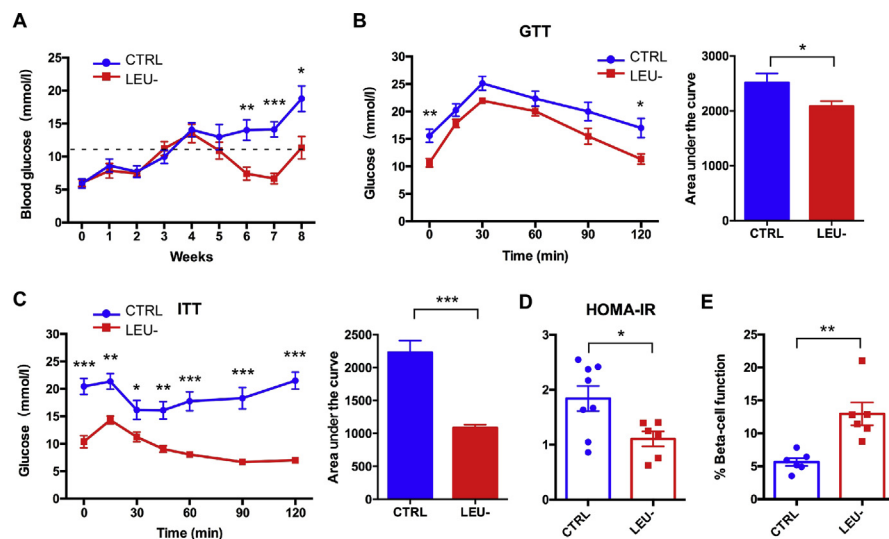 A
CTRL
LEU-
Blood glucose (mmol/l)
25
20
15
10
5
0
*
**
***
0 1 2 3 4 5 6 7 8
Weeks
B
GTT
CTRL
LEU-
Glucose (mmol/l)
30
25
20
15
10
5
0
**
*
0 30 60 90 120
Time (min)
Area under the curve
3000
2000
1000
0
*
CTRL LEU-
C
ITT
CTRL
LEU-
Glucose (mmol/l)
30
25
20
15
10
5
0
*** ** * ** *** *** ***
0 30 60 90 120
Time (min)
Area under the curve
2500
2000
1500
1000
500
0
***
CTRL LEU-
D
HOMA-IR
3
2
1
0
*
CTRL LEU-
E
% Beta-cell function
25
20
15
10
5
0
**
CTRL LEU-